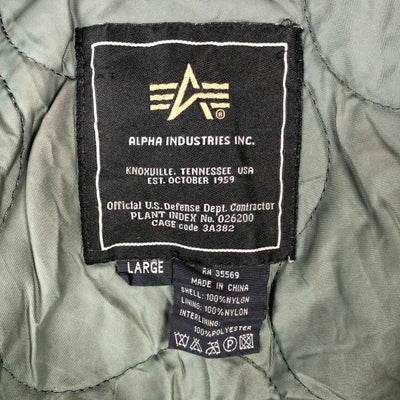 ®
ALPHA INDUSTRIES INC.
KNOXVILLE, TENNESSEE USA
EST. OCTOBER 1959
Official U.S. Defense Dept. Contractor
PLANT INDEX No. 026200
CAGE code 3A382
LARGE
RN 35569
MADE IN CHINA
SHELL: 100%NYLON
LINING: 100%NYLON
INTERLINING:
100%POLYESTER